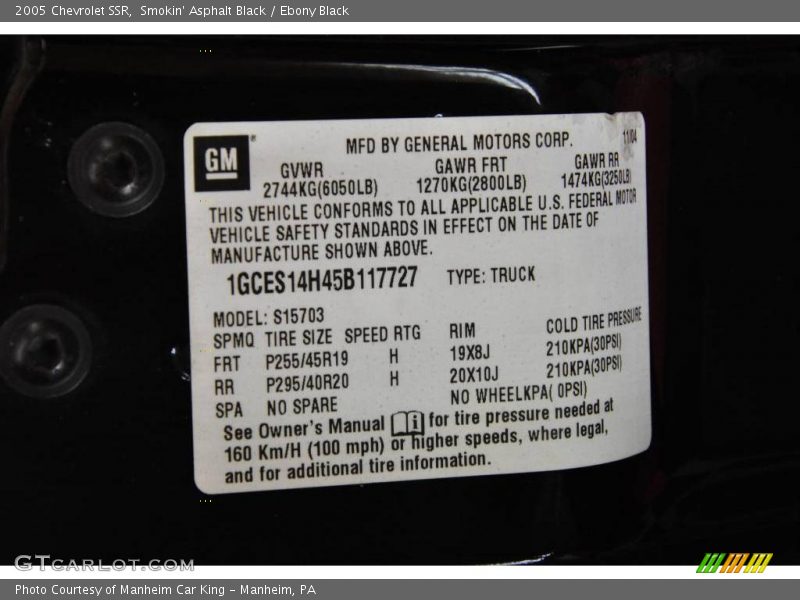 2005 Chevrolet SSR,  Smokin' Asphalt Black / Ebony Black
GM®
MFD BY GENERAL MOTORS CORP. 11/04
GVWR GAWR FRT GAWR RR
2744KG(6050LB) 1270KG(2800LB) 1474KG(3250LB)
THIS VEHICLE CONFORMS TO ALL APPLICABLE U.S. FEDERAL MOTOR
VEHICLE SAFETY STANDARDS IN EFFECT ON THE DATE OF
MANUFACTURE SHOWN ABOVE.
1GCES14H45B117727 TYPE: TRUCK
MODEL: S15703
SPMQ TIRE SIZE SPEED RTG RIM COLD TIRE PRESSURE
FRT P255/45R19 H 19X8J 210KPA(30PSI)
RR P295/40R20 H 20X10J 210KPA(30PSI)
SPA NO SPARE NO WHEELKPA( 0PSI)
See Owner's Manual for tire pressure needed at
160 Km/H (100 mph) or higher speeds, where legal,
and for additional tire information.
GTCARLOT.COM
Photo Courtesy of Manheim Car King - Manheim, PA